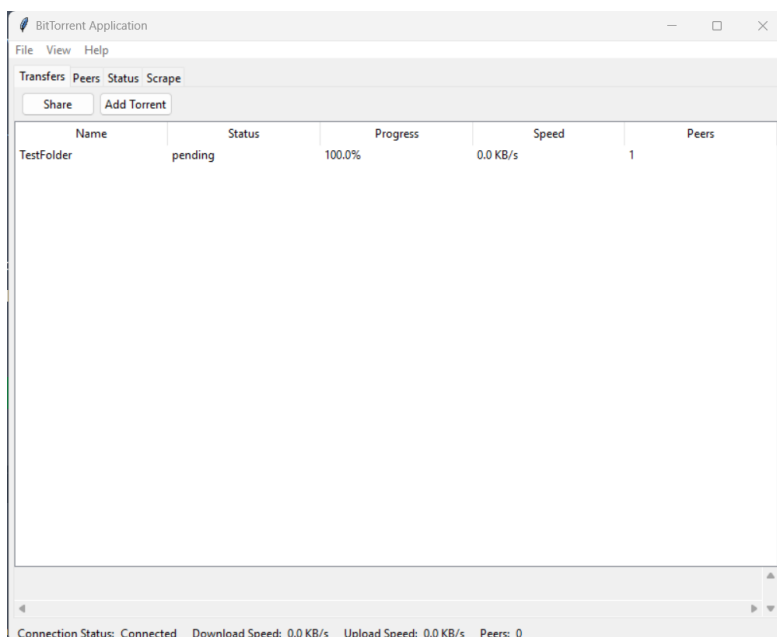 BitTorrent Application
File View Help
Transfers Peers Status Scrape
Share Add Torrent
Name Status Progress Speed Peers
TestFolder pending 100.0% 0.0 KB/s 1
Connection Status: Connected Download Speed: 0.0 KB/s Upload Speed: 0.0 KB/s Peers: 0